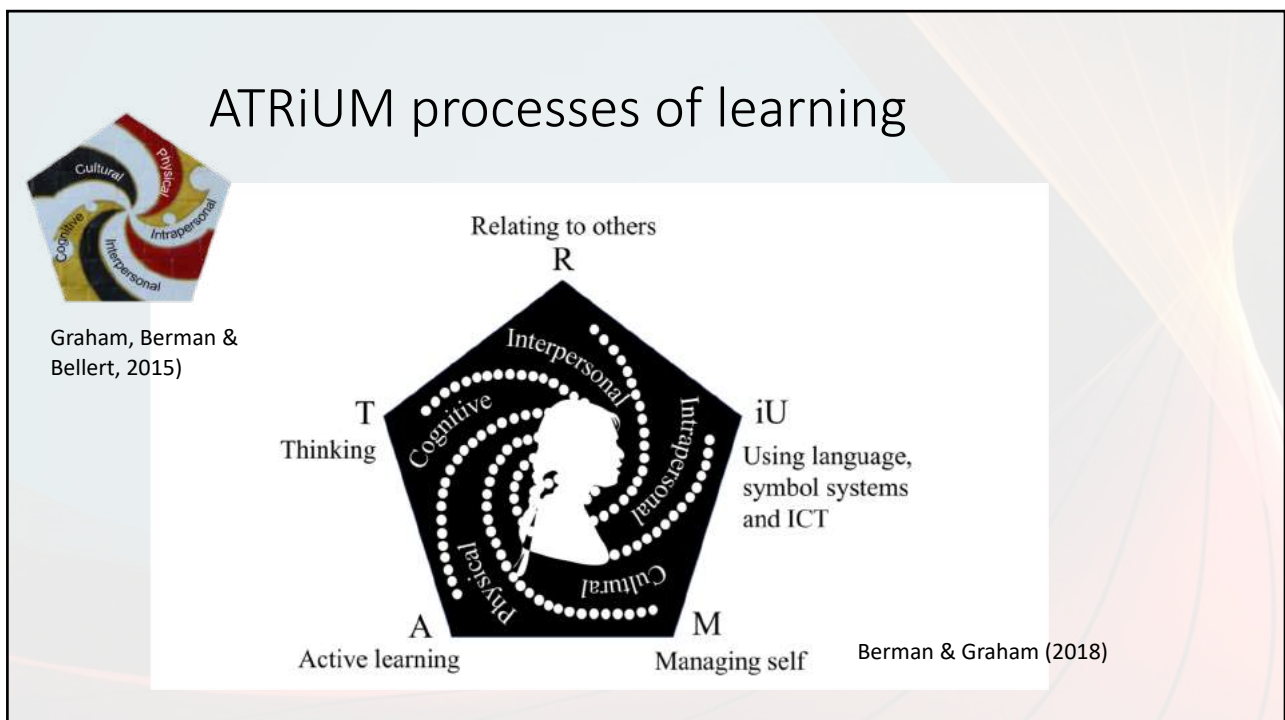 ATRiUM processes of learning
Cultural
Physical
Intrapersonal
Interpersonal
Cognitive
Graham, Berman &
Bellert, 2015)
Relating to others
R
T
Thinking
iU
Using language,
symbol systems
and ICT
Interpersonal
Cognitive
Intrapersonal
Physical
Cultural
A
Active learning
M
Managing self
Berman & Graham (2018)